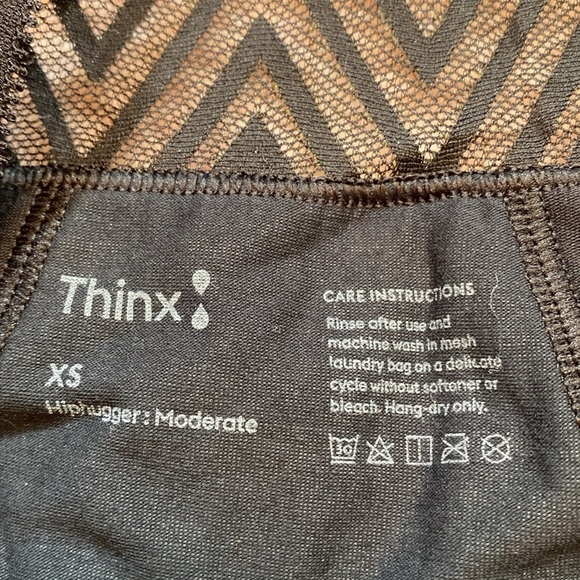 Thinx
XS
Hiphugger: Moderate
CARE INSTRUCTIONS
Rinse after use and
machine wash in mesh
laundry bag on a delicate
cycle without softener or
bleach. Hang-dry only.
30